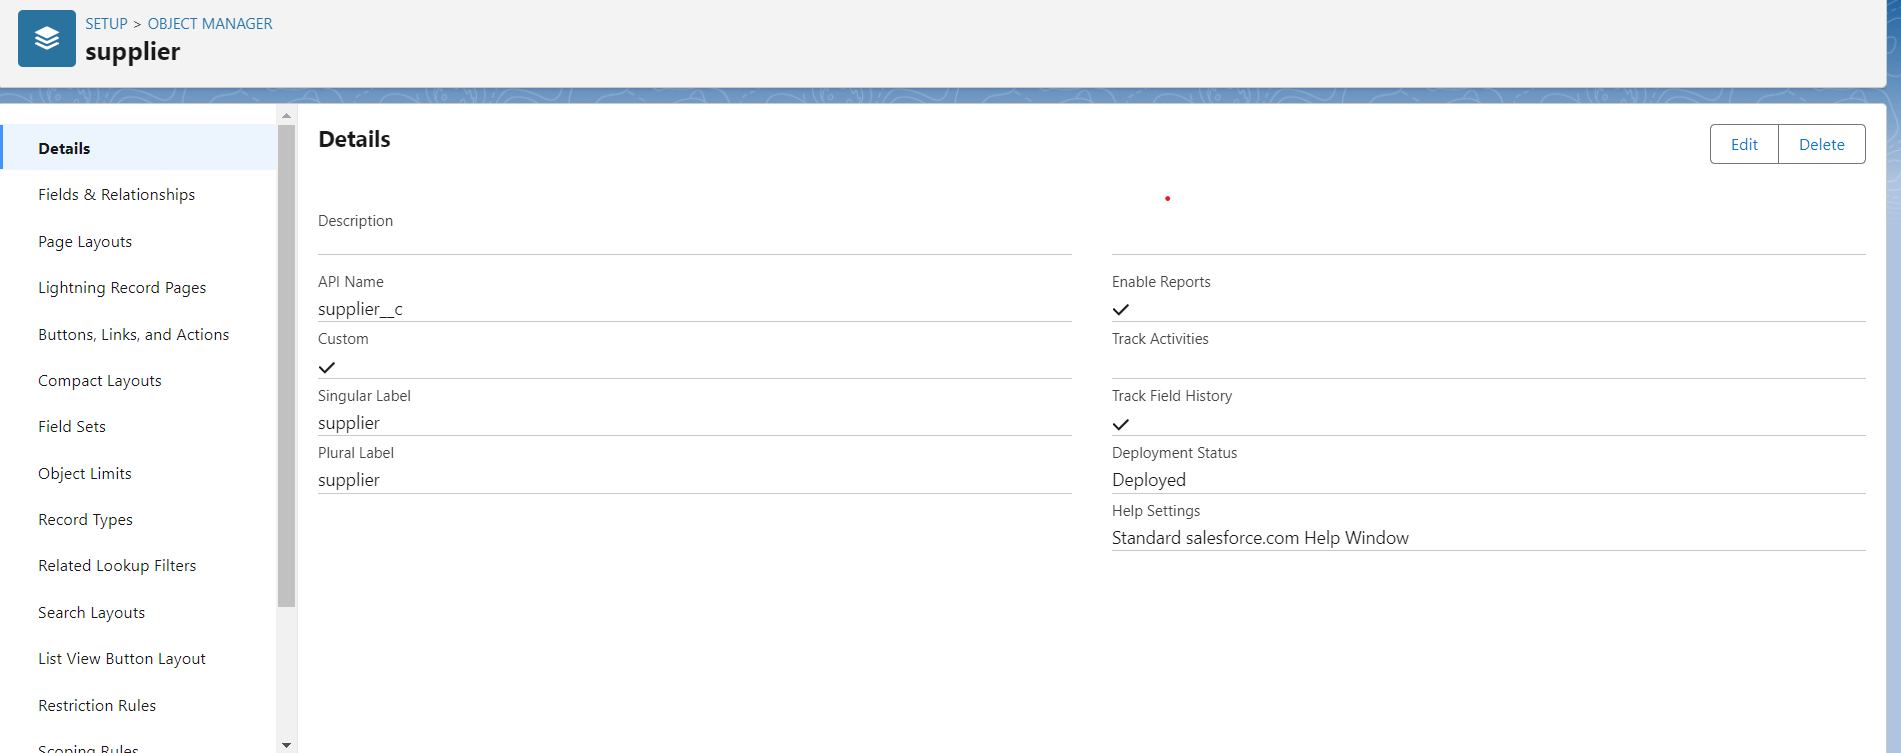 SETUP > OBJECT MANAGER
supplier
Details
Fields & Relationships
Page Layouts
Lightning Record Pages
Buttons, Links, and Actions
Compact Layouts
Field Sets
Object Limits
Record Types
Related Lookup Filters
Search Layouts
List View Button Layout
Restriction Rules
Scoping Rules
Details
Edit
Delete
Description
API Name
supplier__c
Custom
Singular Label
supplier
Plural Label
supplier
Enable Reports
Track Activities
Track Field History
Deployment Status
Deployed
Help Settings
Standard salesforce.com Help Window